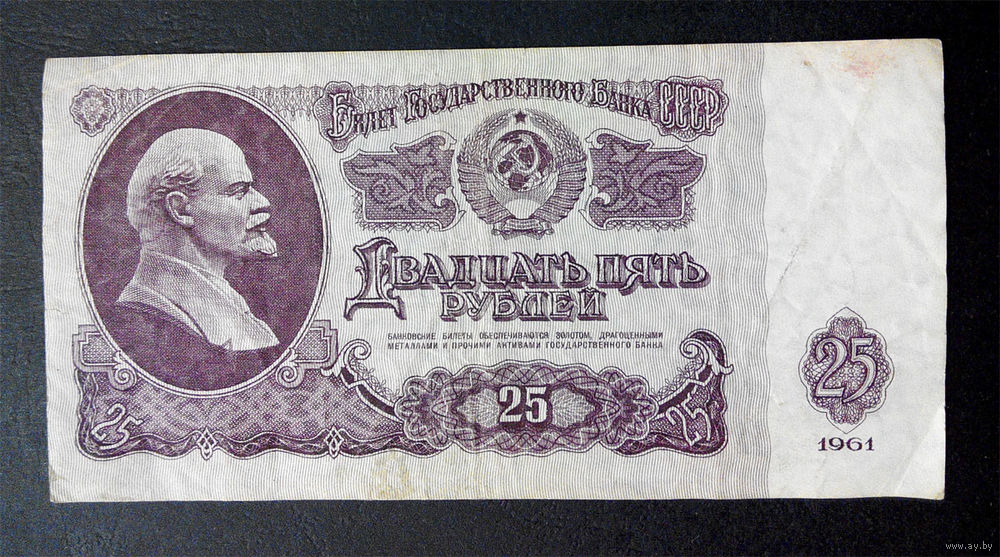 Билет Государственного Банка СССР
Двадцать пять
рублей
БАНКОВСКИЕ БИЛЕТЫ ОБЕСПЕЧИВАЮТСЯ ЗОЛОТОМ, ДРАГОЦЕННЫМИ
МЕТАЛЛАМИ И ПРОЧИМИ АКТИВАМИ ГОСУДАРСТВЕННОГО БАНКА
25
25
25
25
1961
www.ay.by